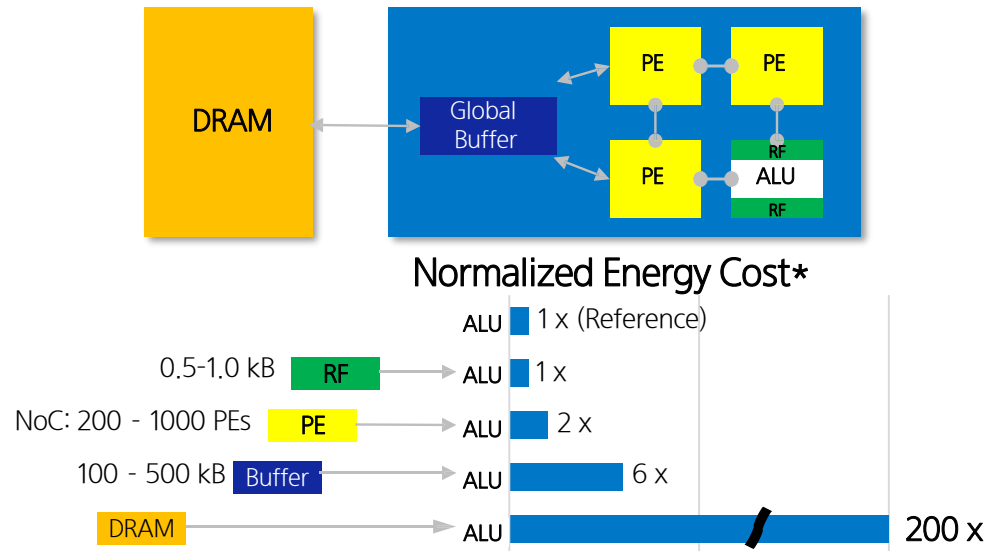 DRAM
Global
Buffer
PE
PE
PE
RF
ALU
RF
Normalized Energy Cost*
ALU
1 x (Reference)
0.5-1.0 kB
RF
ALU
1 x
NoC: 200 - 1000 PEs
PE
ALU
2 x
100 - 500 kB
Buffer
ALU
6 x
DRAM
ALU
200 x